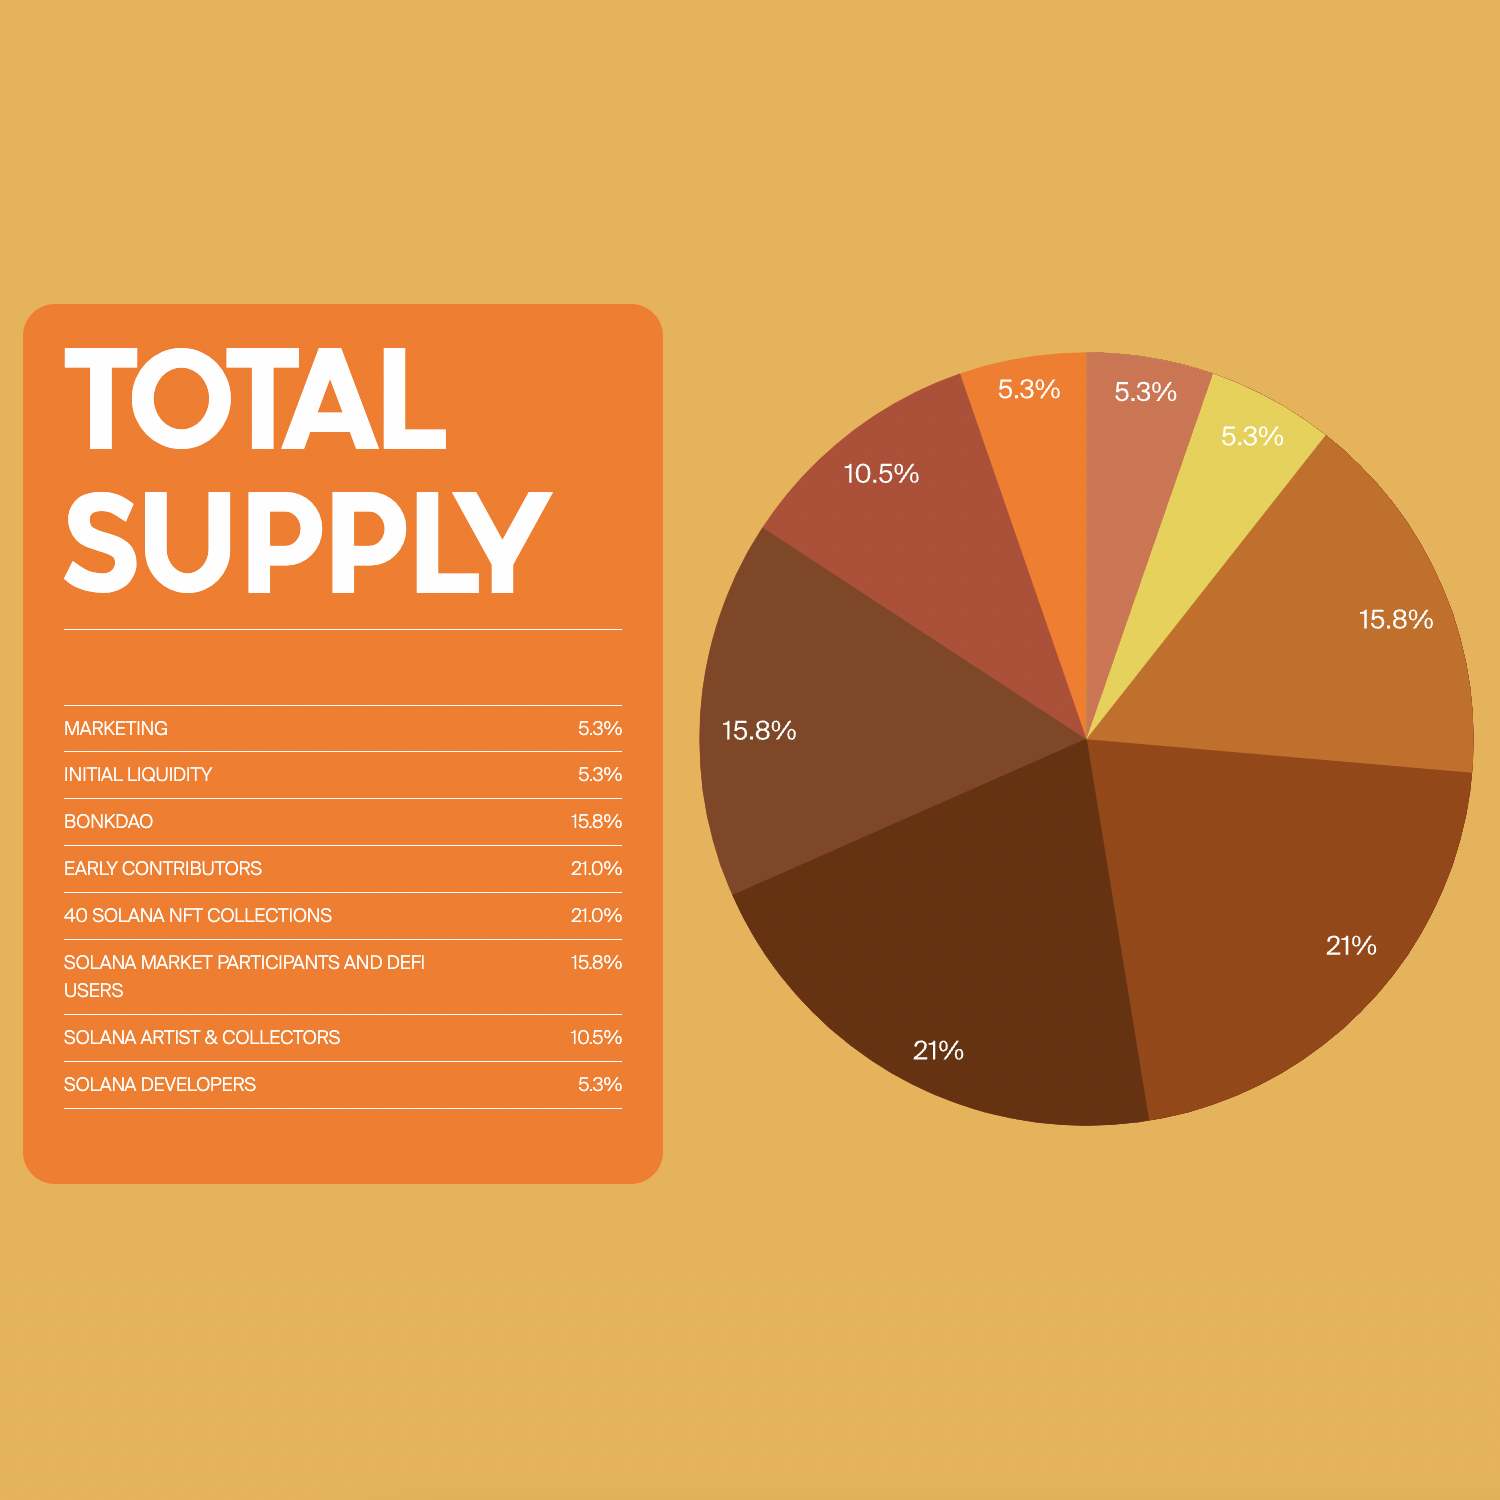 TOTAL
SUPPLY
MARKETING 5.3%
INITIAL LIQUIDITY 5.3%
BONKDAO 15.8%
EARLY CONTRIBUTORS 21.0%
40 SOLANA NFT COLLECTIONS 21.0%
SOLANA MARKET PARTICIPANTS AND DEFI 15.8%
USERS
SOLANA ARTIST & COLLECTORS 10.5%
SOLANA DEVELOPERS 5.3%
5.3%
5.3%
15.8%
21%
21%
15.8%
10.5%
5.3%